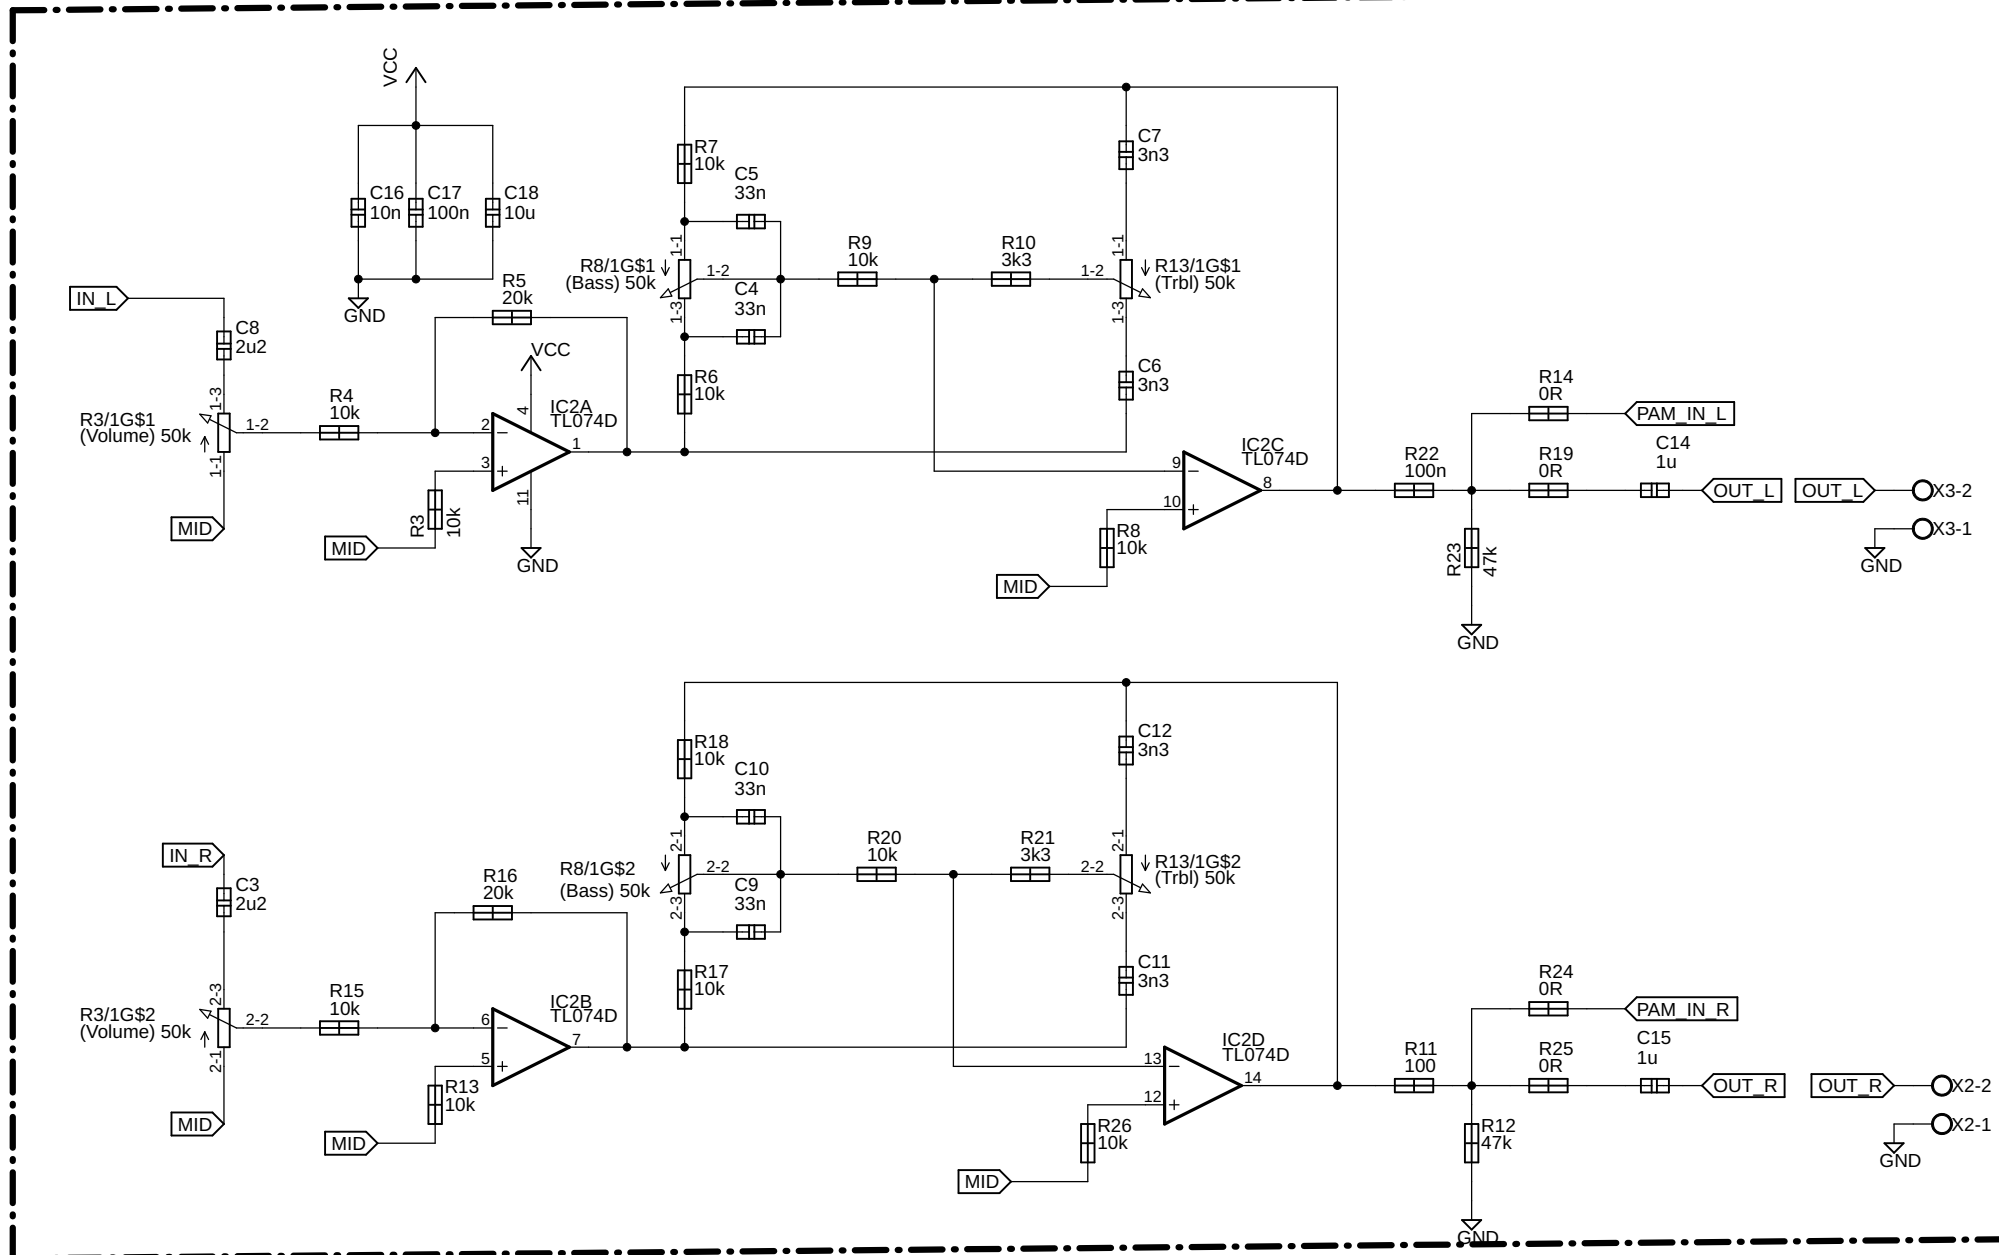 VCC
C16
10n
C17
100n
C18
10u
GND
IN_L
C8
2u2
1-3
R3/1G$1
(Volume) 50k
1-2
1-1
MID
R4
10k
R5
20k
VCC
4
IC2A
TL074D
2
3
1
11
R3
10k
MID
GND
R7
10k
C5
33n
1-1
R8/1G$1
(Bass) 50k
1-2
1-3
C4
33n
R6
10k
R9
10k
R10
3k3
C7
3n3
1-1
1-2
R13/1G$1
(Trbl) 50k
1-3
C6
3n3
IC2C
TL074D
9
10
8
R8
10k
MID
R22
100n
R14
0R
PAM_IN_L
R19
0R
C14
1u
OUT_L
OUT_L
X3-2
X3-1
GND
R23
47k
GND
IN_R
C3
2u2
2-3
R3/1G$2
(Volume) 50k
2-2
2-1
MID
R15
10k
R16
20k
IC2B
TL074D
6
5
7
R13
10k
MID
R18
10k
C10
33n
2-1
R8/1G$2
(Bass) 50k
2-2
2-3
C9
33n
R17
10k
R20
10k
R21
3k3
C12
3n3
2-1
2-2
R13/1G$2
(Trbl) 50k
2-3
C11
3n3
IC2D
TL074D
13
12
14
R26
10k
MID
R11
100
R24
0R
PAM_IN_R
R25
0R
C15
1u
OUT_R
OUT_R
X2-2
X2-1
GND
R12
47k
GND